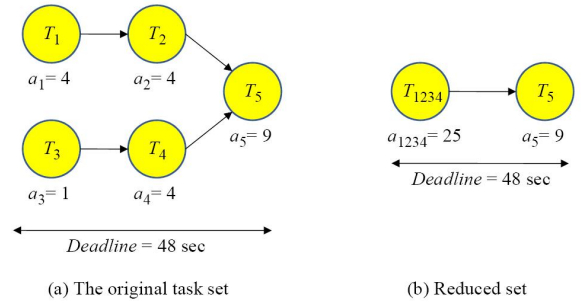 T1
T2
a1= 4
a2= 4
T5
a5= 9
T3
T4
a3= 1
a4= 4
Deadline = 48 sec
(a) The original task set
T1234
T5
a1234= 25
a5= 9
Deadline = 48 sec
(b) Reduced set